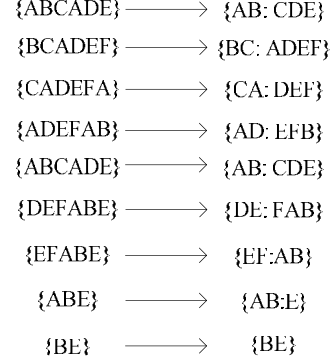 {ABCADE} → {AB: CDE}
{BCADEF} → {BC: ADEF}
{CADEFA} → {CA: DEF}
{ADEFAB} → {AD: EFB}
{ABCADE} → {AB: CDE}
{DEFABE} → {DE: FAB}
{EFABE} → {EF:AB}
{ABE} → {AB:E}
{BE} → {BE}